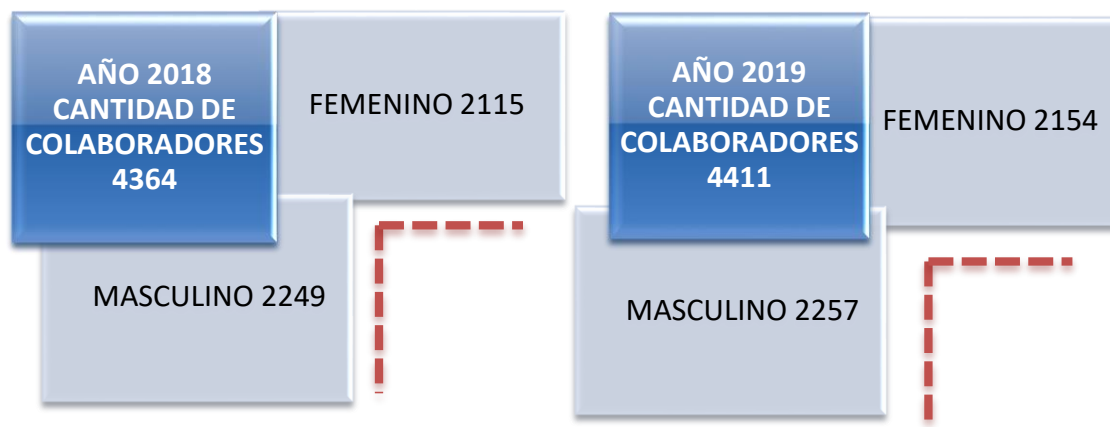 AÑO 2018
CANTIDAD DE
COLABORADORES
4364
FEMENINO 2115
MASCULINO 2249
AÑO 2019
CANTIDAD DE
COLABORADORES
4411
FEMENINO 2154
MASCULINO 2257